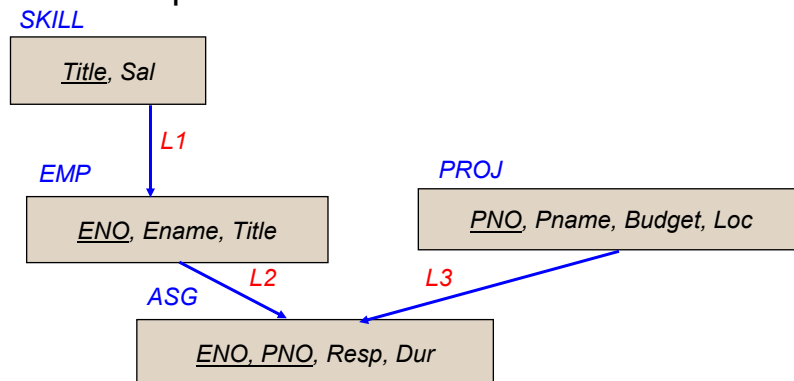 SKILL
Title, Sal
L1
EMP
PROJ
ENO, Ename, Title
PNO, Pname, Budget, Loc
L2
L3
ASG
ENO, PNO, Resp, Dur